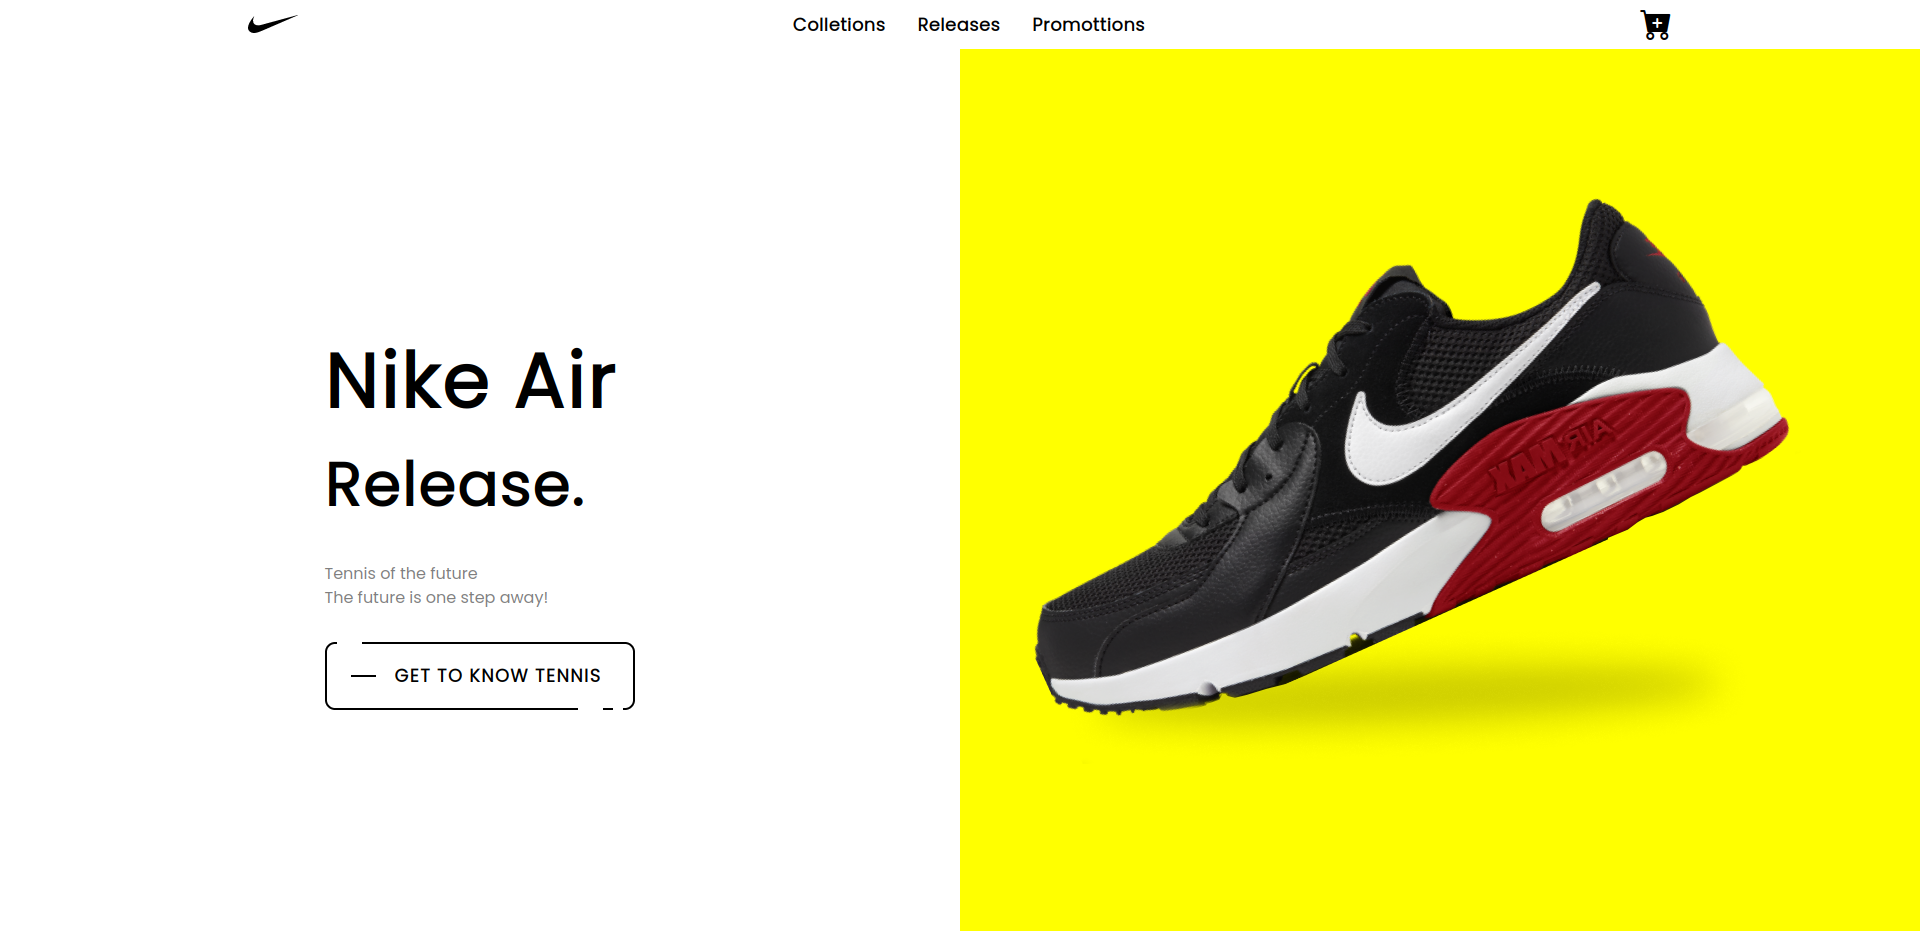 Colletions Releases Promottions
Nike Air
Release.
Tennis of the future
The future is one step away!
GET TO KNOW TENNIS
AIR MAX